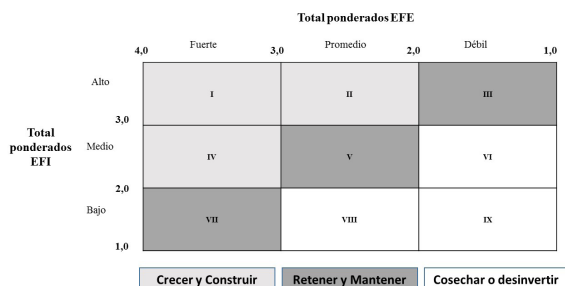 Total ponderados EFE
Fuerte Promedio Débil
4,0 3,0 2,0 1,0
Alto
I II III
3,0
Total
ponderados
EFI
Medio
IV V VI
2,0
Bajo
VII VIII IX
1,0
Crecer y Construir Retener y Mantener Cosechar o desinvertir